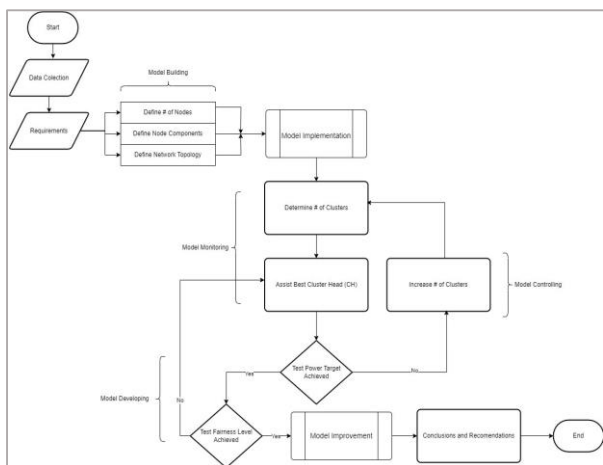 Start
Data Colection
Requirements
Model Building
Define # of Nodes
Define Node Components
Define Network Topology
Model Implementation
Determine # of Clusters
Model Monitoring
Assist Best Cluster Head (CH)
Increase # of Clusters
Model Controlling
Test Power Target
Achieved
Yes
No
Model Developing
No
Test Fairness Level
Achieved
Yes
Model Improvement
Conclusions and Recomendations
End